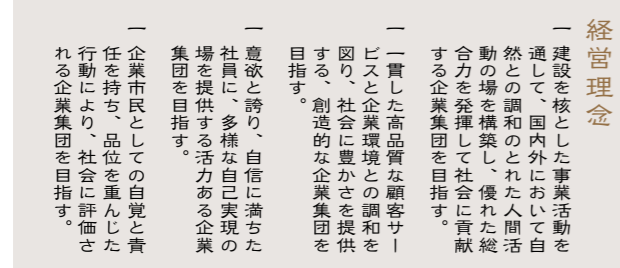 経営理念
一 建設を核とした事業活動を
通して、国内外において自
然との調和のとれた人間活
動の場を構築し、優れた総
合力を発揮して社会に貢献
する企業集団を目指す。
一 一貫した高品質な顧客サー
ビスと企業環境との調和を
図り、社会に豊かさを提供
する、創造的な企業集団を
目指す。
一 意欲と誇り、自信に満ちた
社員に、多様な自己実現の
場を提供する活力ある企業
集団を目指す。
一 企業市民としての自覚と責
任を持ち、品位を重んじた
行動により、社会に評価さ
れる企業集団を目指す。